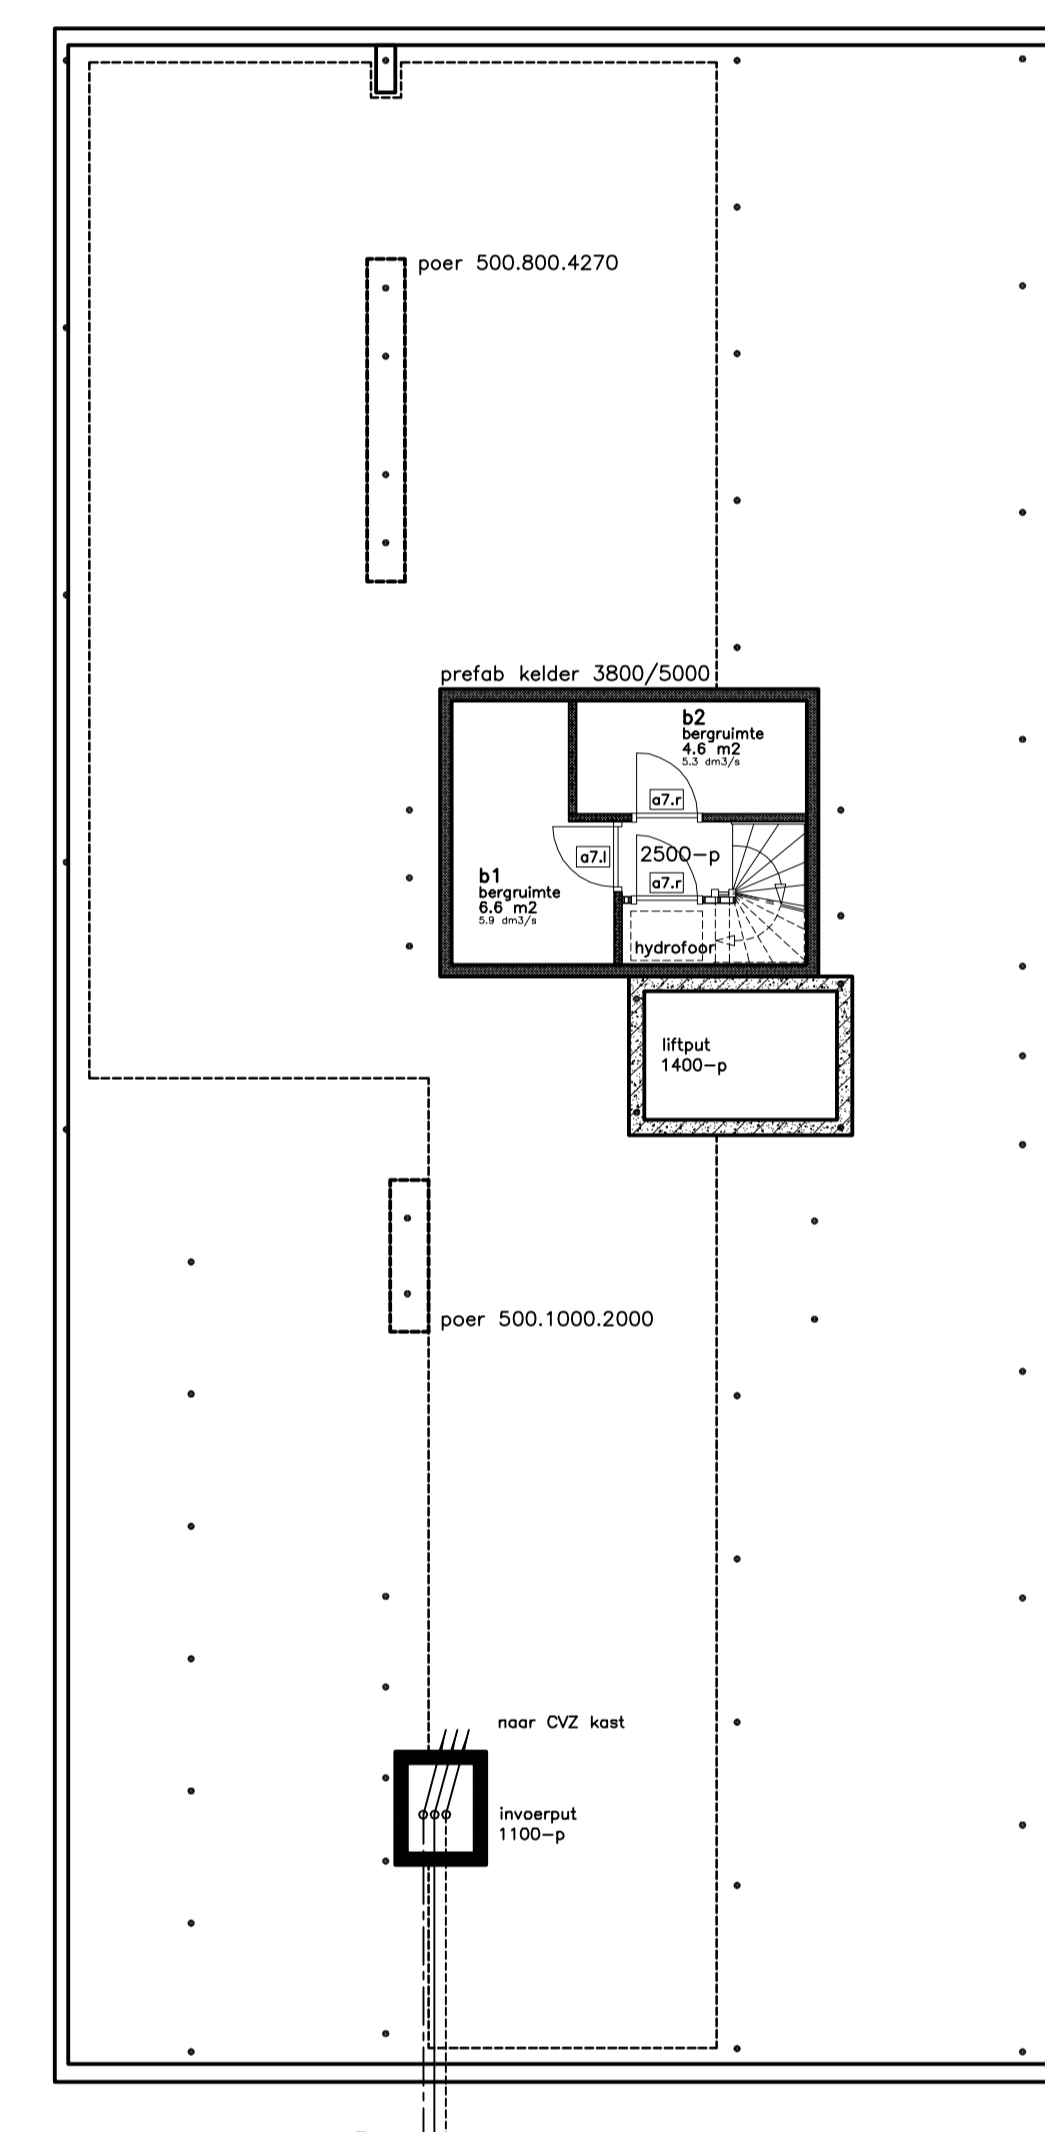 poer 500.800.4270
prefab kelder 3800/5000
b2
bergruimte
4.6 m2
5.3 dm3/s
a7.r
a7.l
2500-p
a7.r
b1
bergruimte
6.6 m2
5.9 dm3/s
hydrofoor
liftput
1400-p
poer 500.1000.2000
naar CVZ kast
invoerput
1100-p